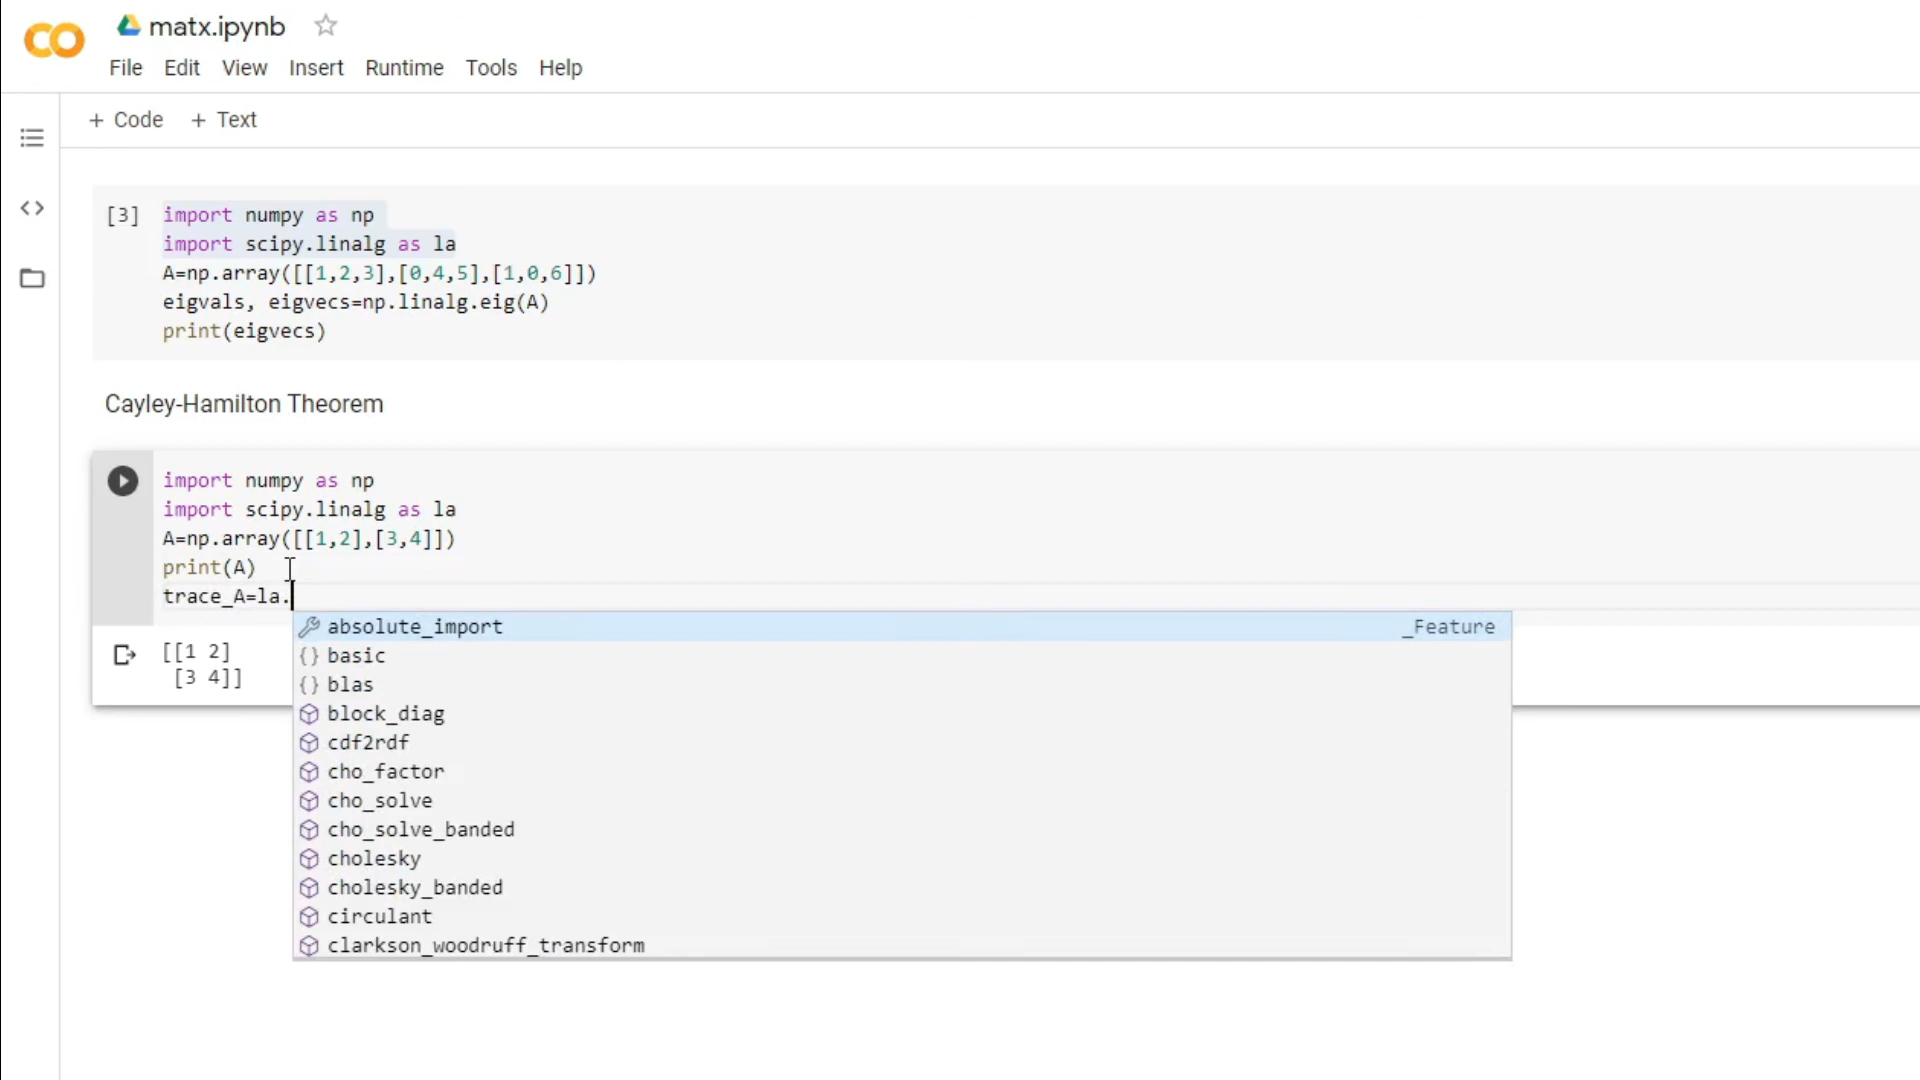 matx.ipynb
File Edit View Insert Runtime Tools Help
+ Code + Text
[3] import numpy as np
import scipy.linalg as la
A=np.array([[1,2,3],[0,4,5],[1,0,6]])
eigvals, eigvecs=np.linalg.eig(A)
print(eigvecs)
Cayley-Hamilton Theorem
import numpy as np
import scipy.linalg as la
A=np.array([[1,2],[3,4]])
print(A)
trace_A=la.
[[1 2]
[3 4]]
absolute_import _Feature
{} basic
{} blas
block_diag
cdf2rdf
cho_factor
cho_solve
cho_solve_banded
cholesky
cholesky_banded
circulant
clarkson_woodruff_transform